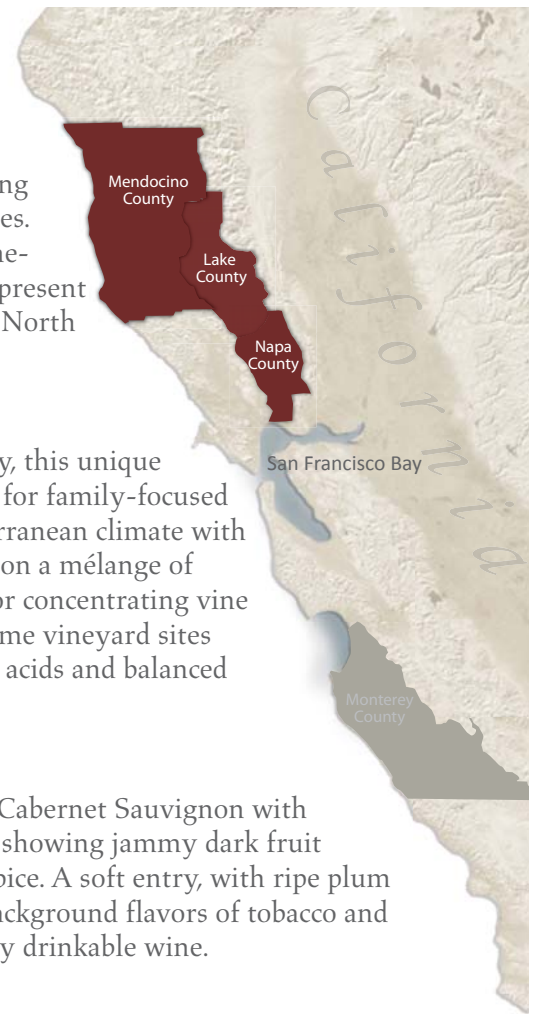 California
ng
Mendocino
County
es.
ne-
Lake
County
present
North
Napa
County
y, this unique
San Francisco Bay
for family-focused
rranean climate with
on a mélange of
or concentrating vine
me vineyard sites
acids and balanced
Monterey
County
Cabernet Sauvignon with
showing jammy dark fruit
pice. A soft entry, with ripe plum
ackground flavors of tobacco and
y drinkable wine.